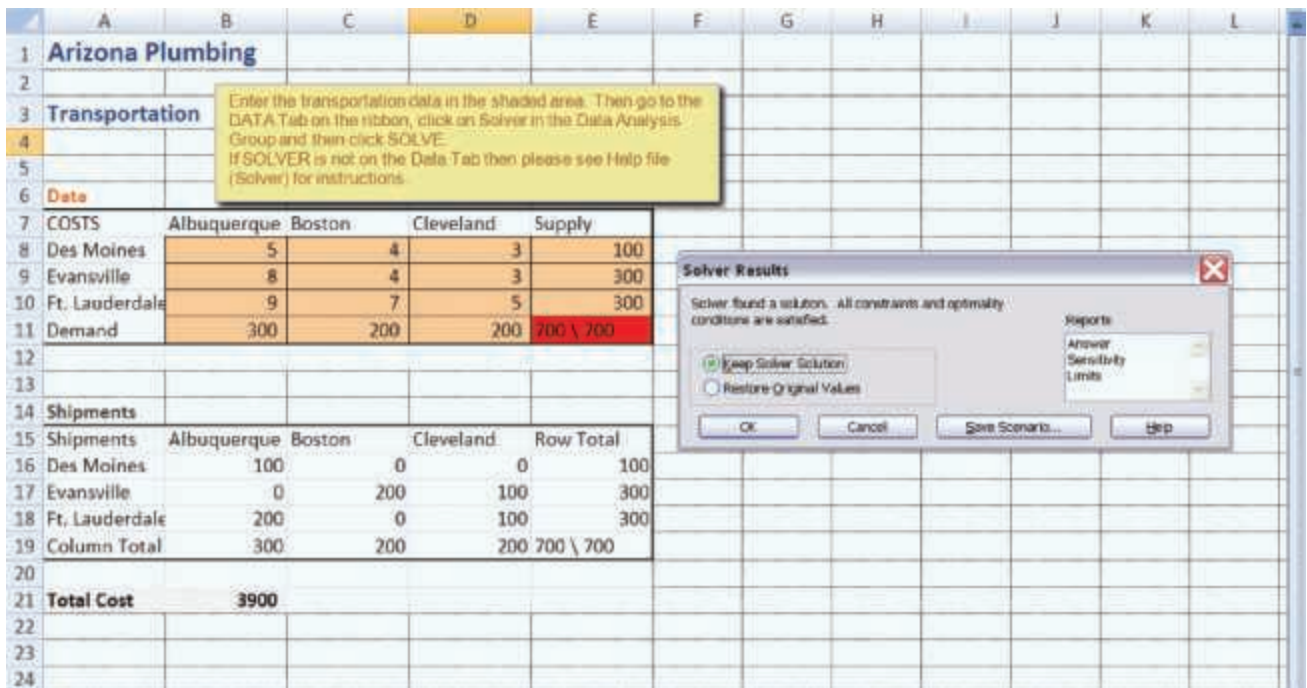 A B C D E F G H I J K L
1 Arizona Plumbing
2
3 Transportation
Enter the transportation data in the shaded area. Then go to the
DATA Tab on the ribbon, click on Solver in the Data Analysis
Group and then click SOLVE.
If SOLVER is not on the Data Tab then please see Help file
(Solver) for instructions.
4
5
6 Data
7 COSTS Albuquerque Boston Cleveland Supply
8 Des Moines 5 4 3 100
9 Evansville 8 4 3 300
10 Ft. Lauderdale 9 7 5 300
11 Demand 300 200 200 700 \ 700
12
13
14 Shipments
15 Shipments Albuquerque Boston Cleveland Row Total
16 Des Moines 100 0 0 100
17 Evansville 0 200 100 300
18 Ft. Lauderdale 200 0 100 300
19 Column Total 300 200 200 700 \ 700
20
21 Total Cost 3900
22
23
24
Solver Results
Solver found a solution. All constraints and optimality
conditions are satisfied.
Reports
Answer
Sensitivity
Limits
Keep Solver Solution
Restore Original Values
OK Cancel Save Scenario... Help